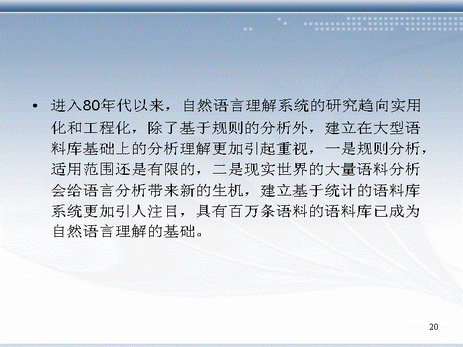 • 进入80年代以来，自然语言理解系统的研究趋向实用
化和工程化，除了基于规则的分析外，建立在大型语
料库基础上的分析理解更加引起重视，一是规则分析，
适用范围还是有限的，二是现实世界的大量语料分析
会给语言分析带来新的生机，建立基于统计的语料库
系统更加引人注目，具有百万条语料的语料库已成为
自然语言理解的基础。
20